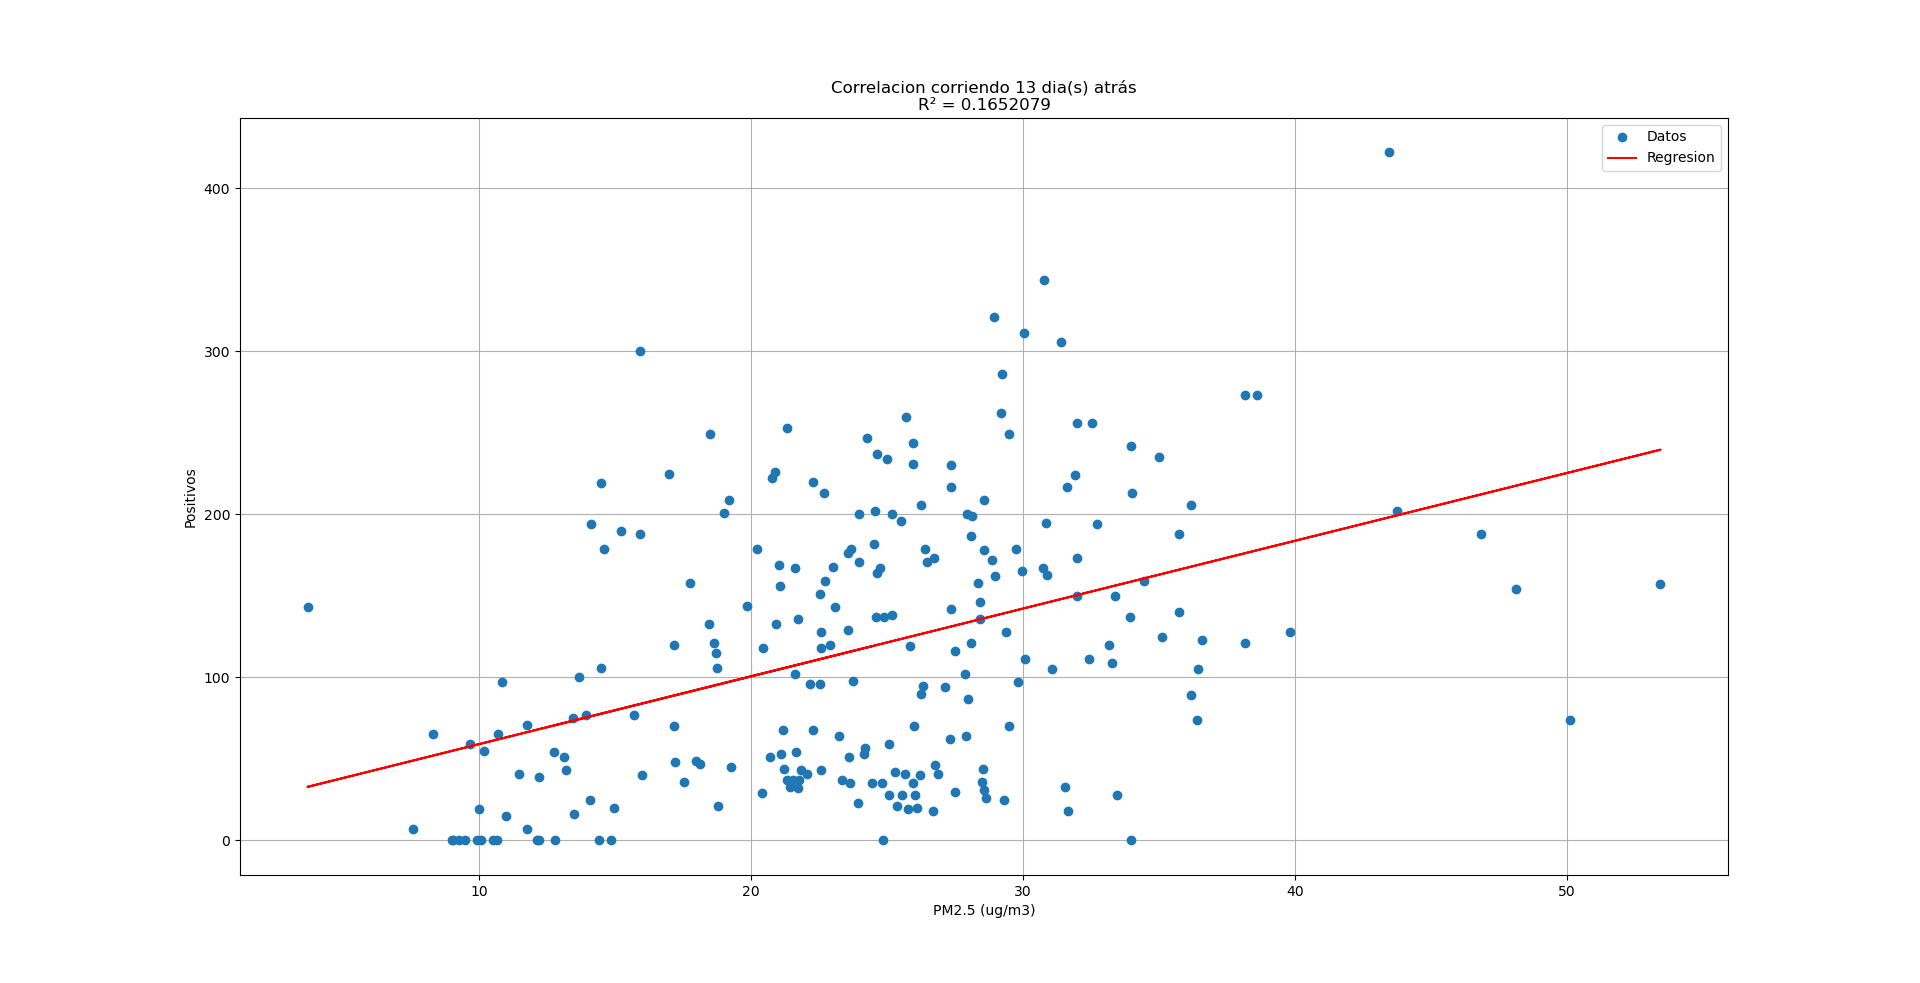 Correlacion corriendo 13 dia(s) atrás
R² = 0.1652079
Datos
Regresion
400
300
200
100
0
Positivos
10 20 30 40 50
PM2.5 (ug/m3)